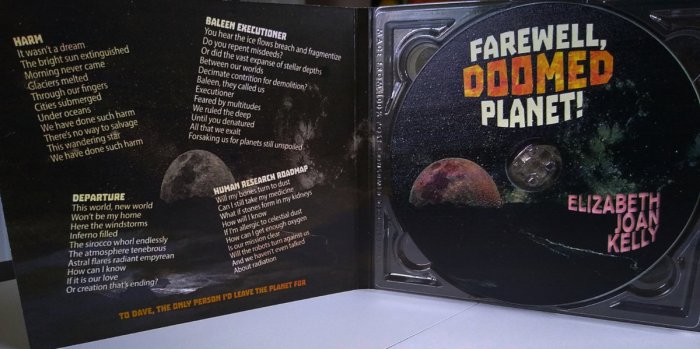 HARM
It wasn't a dream
The bright sun extinguished
Morning never came
Glaciers melted
Through our fingers
Cities submerged
Under oceans
We have done such harm
There's no way to salvage
This wandering star
We have done such harm
BALEEN EXECUTIONER
You hear the ice flows breach and fragmentize
Do you repent misdeeds?
Or did the vast expanse of stellar depths
Between our worlds
Decimate contrition for demolition?
Baleen, they called us
Executioner
Feared by multitudes
We ruled the deep
Until you denatured
All that we exalt
Forsaking us for planets still unspoiled
DEPARTURE
This world, new world
Won't be my home
Here the windstorms
Inferno filled
The sirocco whorl endlessly
The atmosphere tenebrous
Astral flares radiant empyrean
How can I know
If it is our love
Or creation that's ending?
HUMAN RESEARCH ROADMAP
Will my bones turn to dust
Can I still take my medicine
What if stones form in my kidneys
How will I know
If I'm allergic to celestial dust
How can I get enough oxygen
Is our mission clear
Will the robots turn against us
And we haven't even talked
About radiation
TO DAVE, THE ONLY PERSON I'D LEAVE THE PLANET FOR
FAREWELL,
DOOMED
PLANET!
ELIZABETH
JOAN
KELLY